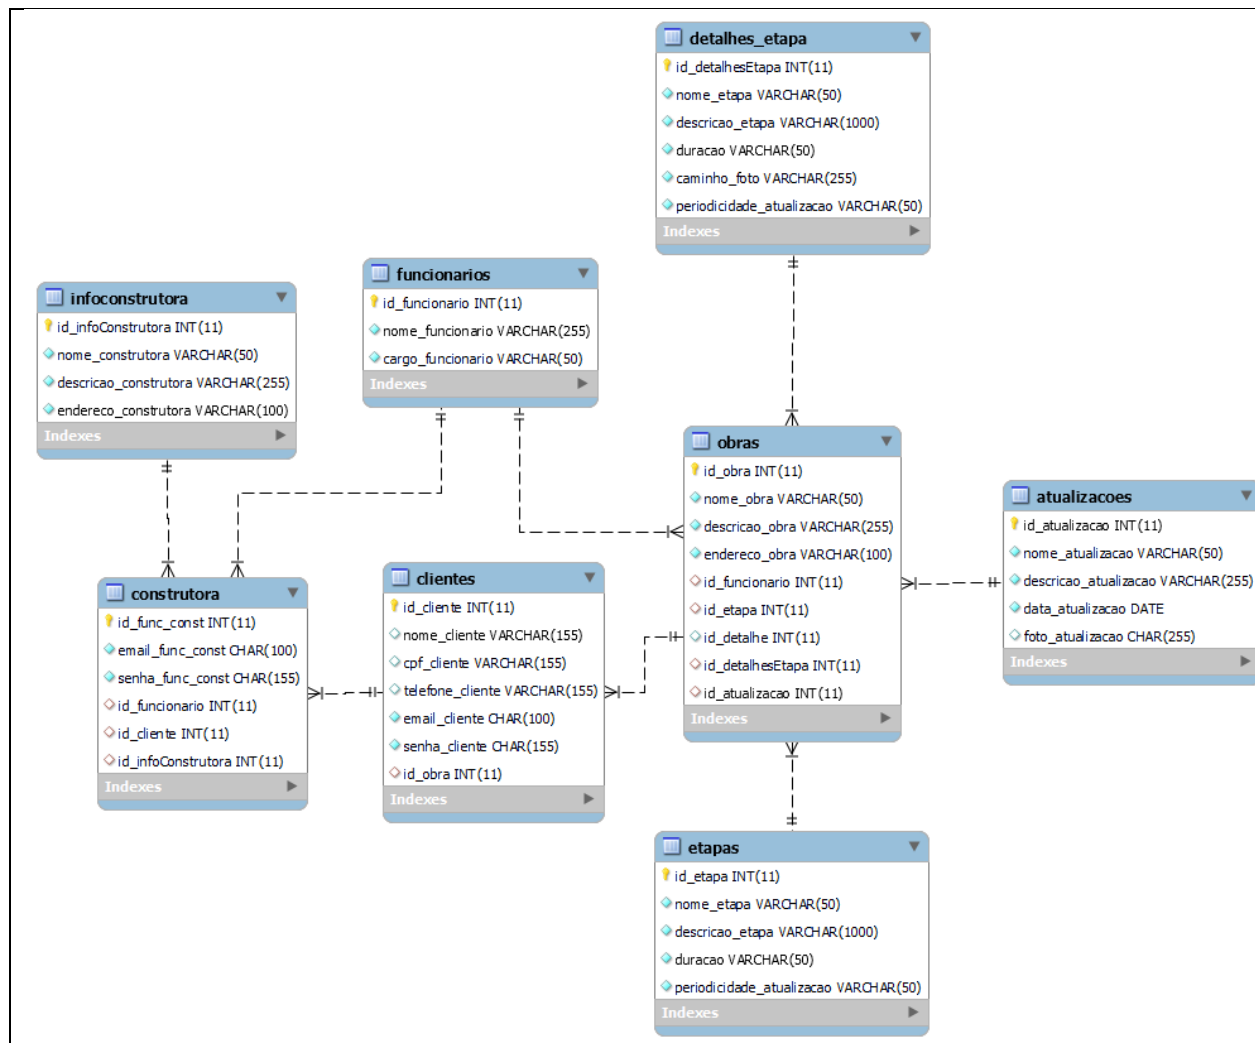 detalhes_etapa
id_detalhesEtapa INT(11)
nome_etapa VARCHAR(50)
descricao_etapa VARCHAR(1000)
duracao VARCHAR(50)
caminho_foto VARCHAR(255)
periodicidade_atualizacao VARCHAR(50)
Indexes
infoconstrutora
id_infoConstrutora INT(11)
nome_construtora VARCHAR(50)
descricao_construtora VARCHAR(255)
endereco_construtora VARCHAR(100)
Indexes
funcionarios
id_funcionario INT(11)
nome_funcionario VARCHAR(255)
cargo_funcionario VARCHAR(50)
Indexes
obras
id_obra INT(11)
nome_obra VARCHAR(50)
descricao_obra VARCHAR(255)
endereco_obra VARCHAR(100)
id_funcionario INT(11)
id_etapa INT(11)
id_detalhe INT(11)
id_detalhesEtapa INT(11)
id_atualizacao INT(11)
Indexes
atualizacoes
id_atualizacao INT(11)
nome_atualizacao VARCHAR(50)
descricao_atualizacao VARCHAR(255)
data_atualizacao DATE
foto_atualizacao CHAR(255)
Indexes
construtora
id_func_const INT(11)
email_func_const CHAR(100)
senha_func_const CHAR(155)
id_funcionario INT(11)
id_cliente INT(11)
id_infoConstrutora INT(11)
Indexes
clientes
id_cliente INT(11)
nome_cliente VARCHAR(155)
cpf_cliente VARCHAR(155)
telefone_cliente VARCHAR(155)
email_cliente CHAR(100)
senha_cliente CHAR(155)
id_obra INT(11)
Indexes
etapas
id_etapa INT(11)
nome_etapa VARCHAR(50)
descricao_etapa VARCHAR(1000)
duracao VARCHAR(50)
periodicidade_atualizacao VARCHAR(50)
Indexes